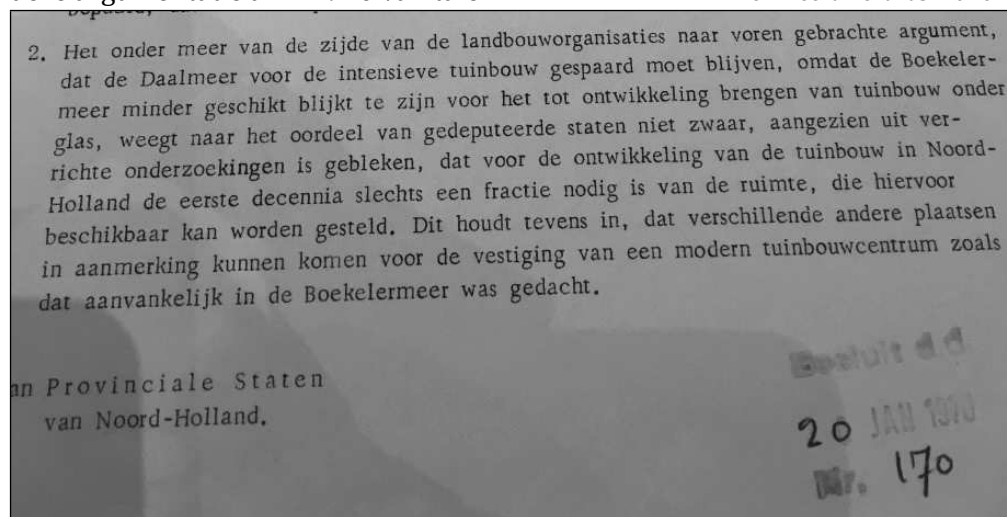 2. Het onder meer van de zijde van de landbouworganisaties naar voren gebrachte argument,
dat de Daalmeer voor de intensieve tuinbouw gespaard moet blijven, omdat de Boekeler-
meer minder geschikt blijkt te zijn voor het tot ontwikkeling brengen van tuinbouw onder
glas, weegt naar het oordeel van gedeputeerde staten niet zwaar, aangezien uit ver-
richte onderzoekingen is gebleken, dat voor de ontwikkeling van de tuinbouw in Noord-
Holland de eerste decennia slechts een fractie nodig is van de ruimte, die hiervoor
beschikbaar kan worden gesteld. Dit houdt tevens in, dat verschillende andere plaatsen
in aanmerking kunnen komen voor de vestiging van een modern tuinbouwcentrum zoals
dat aanvankelijk in de Boekelermeer was gedacht.
an Provinciale Staten
van Noord-Holland.
Besluit d.d.
20 JAN 1970
Nr. 170